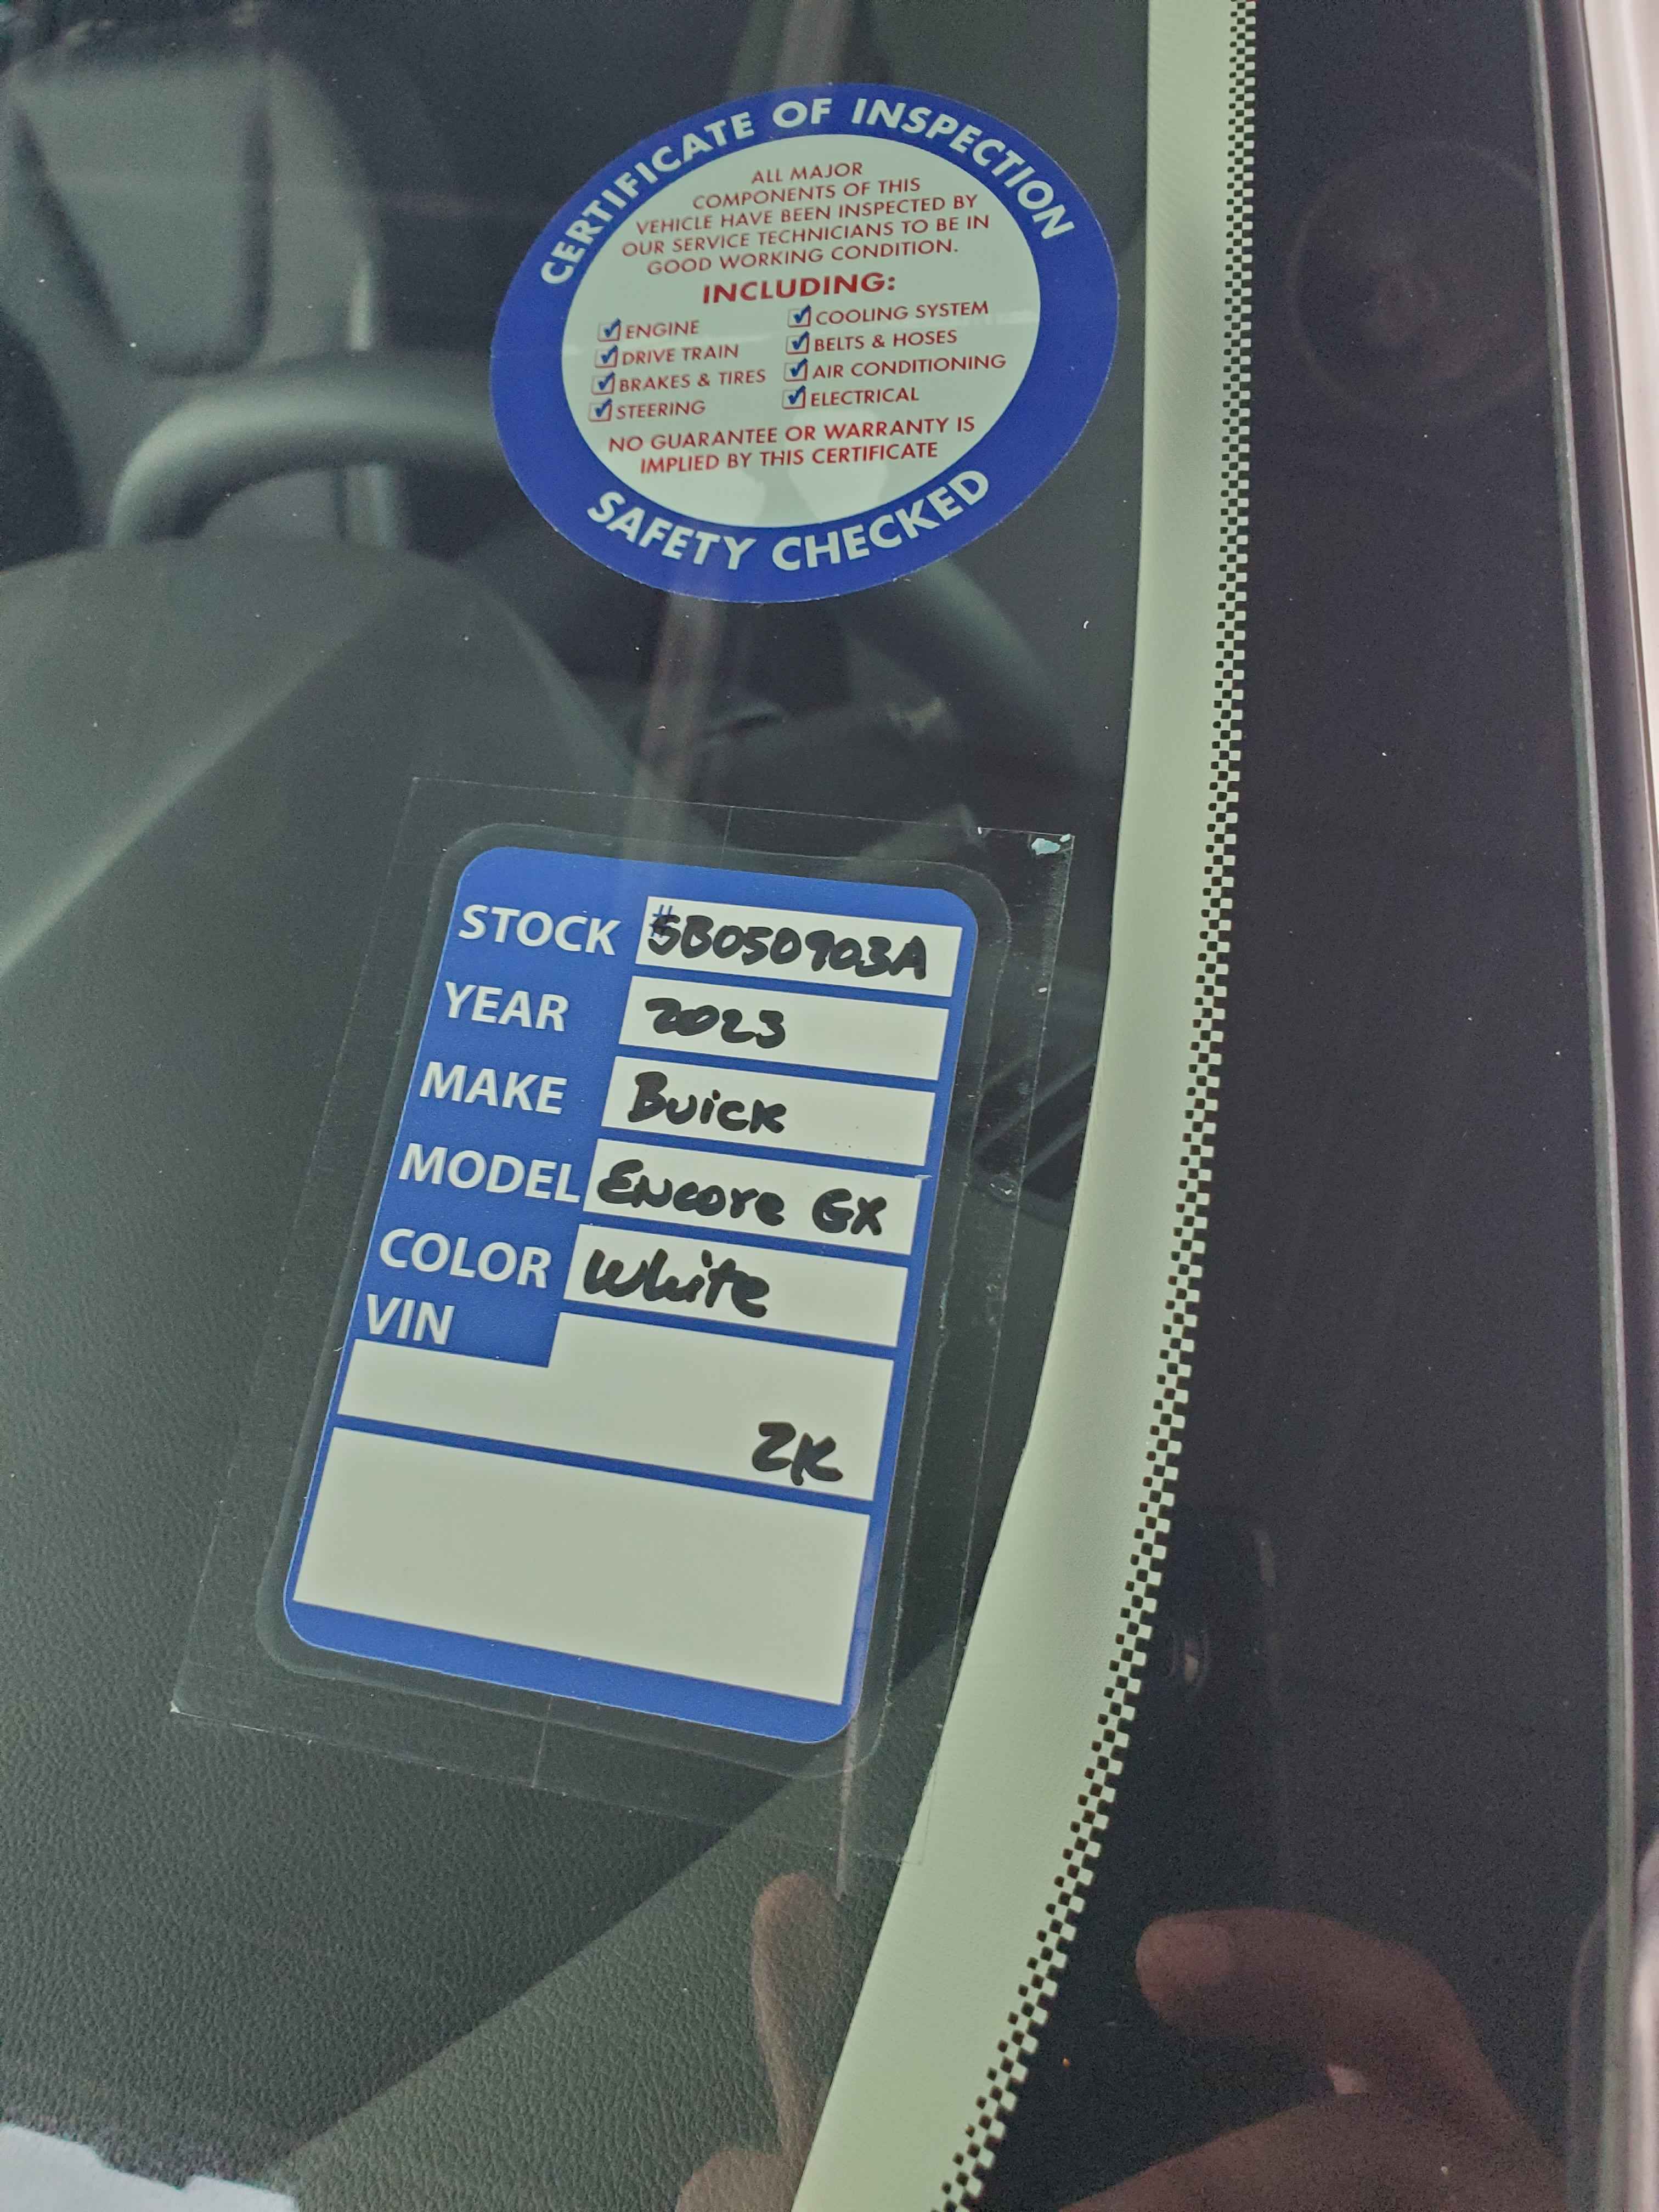 CERTIFICATE OF INSPECTION
ALL MAJOR
COMPONENTS OF THIS
VEHICLE HAVE BEEN INSPECTED BY
OUR SERVICE TECHNICIANS TO BE IN
GOOD WORKING CONDITION.
INCLUDING:
ENGINE
DRIVE TRAIN
BRAKES & TIRES
STEERING
COOLING SYSTEM
BELTS & HOSES
AIR CONDITIONING
ELECTRICAL
NO GUARANTEE OR WARRANTY IS
IMPLIED BY THIS CERTIFICATE
SAFETY CHECKED
STOCK #SB050903A
YEAR 2023
MAKE Buick
MODEL Encore GX
COLOR White
VIN
2K